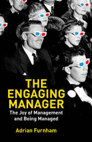 THE
ENGAGING
MANAGER
The Joy of Management
and Being Managed
Adrian Furnham